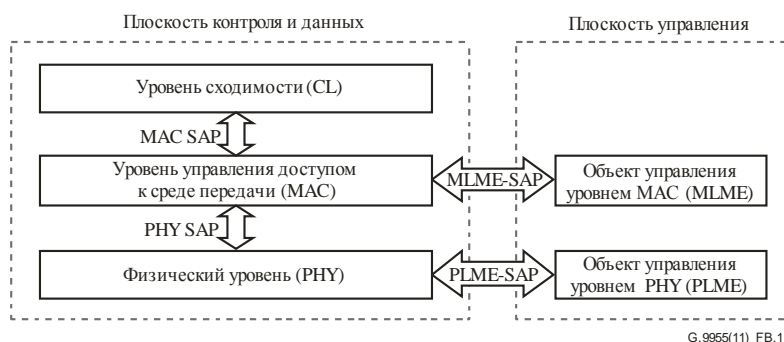 Плоскость контроля и данных
Плоскость управления
Уровень сходимости (CL)
MAC SAP
Уровень управления доступом
к среде передачи (MAC)
MLME-SAP
Объект управления
уровнем MAC (MLME)
PHY SAP
Физический уровень (PHY)
PLME-SAP
Объект управления
уровнем PHY (PLME)
G.9955(11)_FB.1